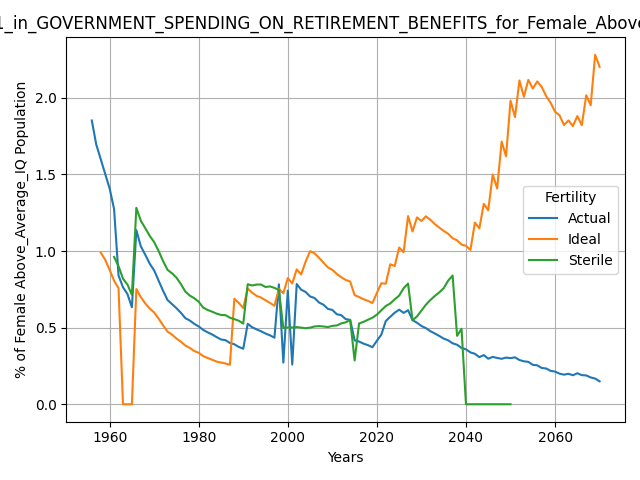 1_in_GOVERNMENT_SPENDING_ON_RETIREMENT_BENEFITS_for_Female_Above
% of Female Above_Average_IQ Population
2.0
1.5
1.0
0.5
0.0
Fertility
Actual
Ideal
Sterile
1960 1980 2000 2020 2040 2060
Years